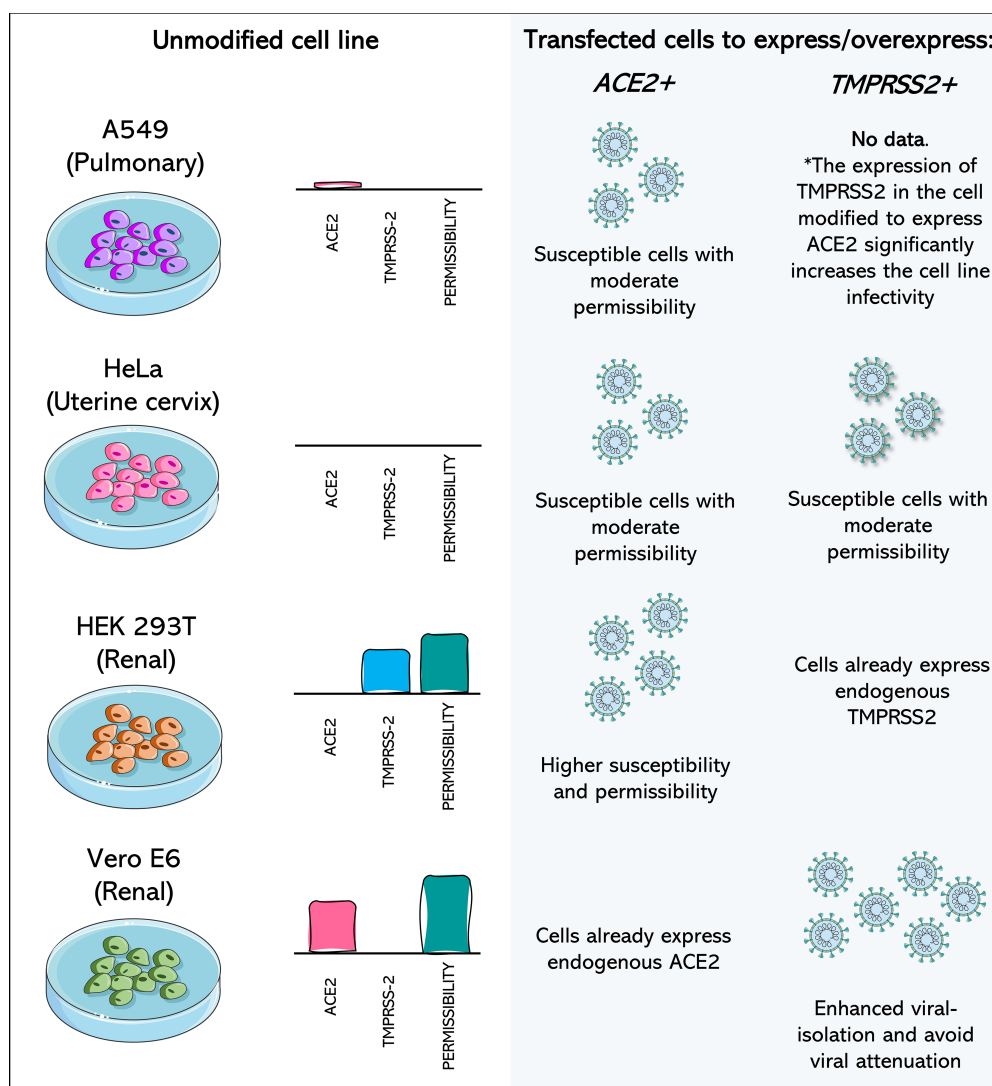 Unmodified cell line
Transfected cells to express/overexpress:
ACE2+
TMPRSS2+
A549
(Pulmonary)
ACE2
TMPRSS-2
PERMISSIBILITY
Susceptible cells with
moderate
permissibility
No data.
*The expression of
TMPRSS2 in the cell
modified to express
ACE2 significantly
increases the cell line
infectivity
HeLa
(Uterine cervix)
ACE2
TMPRSS-2
PERMISSIBILITY
Susceptible cells with
moderate
permissibility
Susceptible cells with
moderate
permissibility
HEK 293T
(Renal)
ACE2
TMPRSS-2
PERMISSIBILITY
Higher susceptibility
and permissibility
Cells already express
endogenous
TMPRSS2
Vero E6
(Renal)
ACE2
TMPRSS-2
PERMISSIBILITY
Cells already express
endogenous ACE2
Enhanced viral-
isolation and avoid
viral attenuation